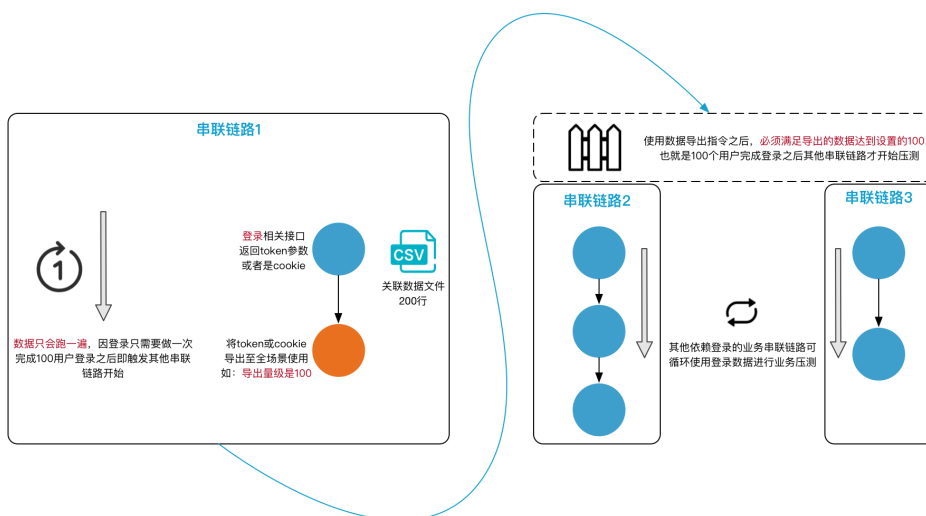 串联链路1
1
数据只会跑一遍，因登录只需要做一次
完成100用户登录之后即触发其他串联
链路开始
登录相关接口
返回token参数
或者是cookie
CSV
关联数据文件
200行
将token或cookie
导出至全场景使用
如：导出量级是100
使用数据导出指令之后，必须满足导出的数据达到设置的100，
也就是100个用户完成登录之后其他串联链路才开始压测
串联链路2
其他依赖登录的业务串联链路可
循环使用登录数据进行业务压测
串联链路3